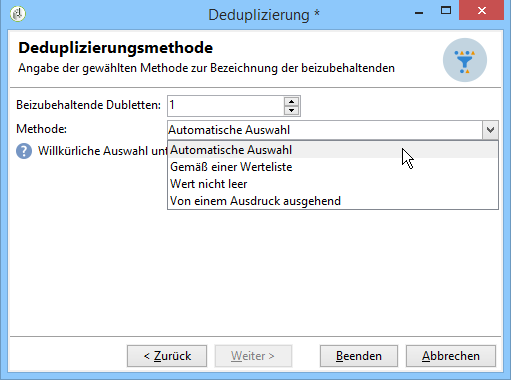 Deduplizierung *
Deduplizierungsmethode
Angabe der gewählten Methode zur Bezeichnung der beizubehaltenden
Beizubehaltende Dubletten: 1
Methode: Automatische Auswahl
? Willkürliche Auswahl unt
Automatische Auswahl
Gemäß einer Werteliste
Wert nicht leer
Von einem Ausdruck ausgehend
< Zurück Weiter > Beenden Abbrechen